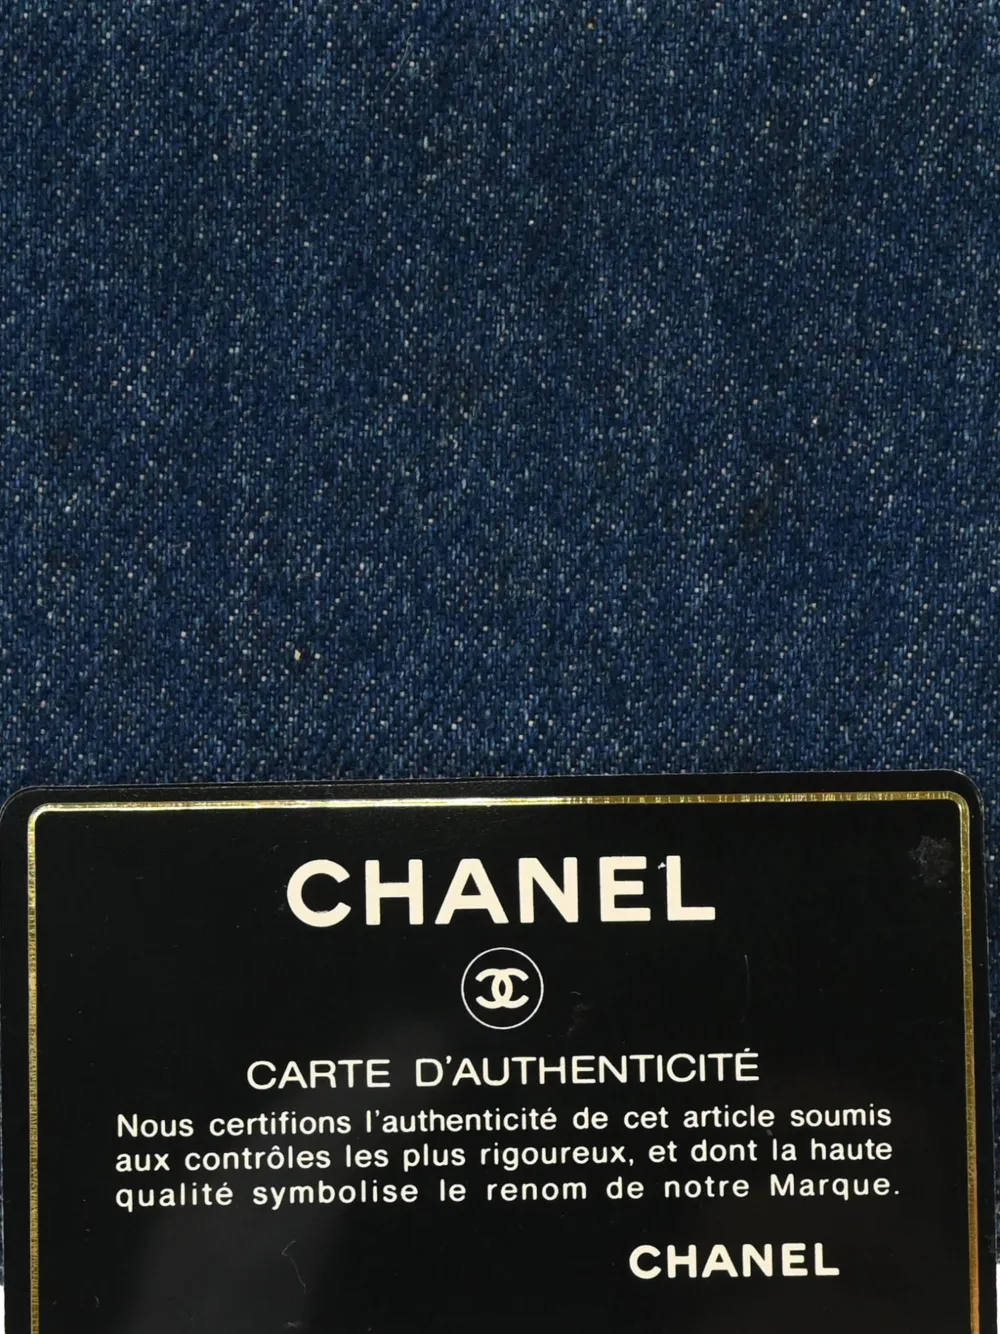 CHANEL
CARTE D'AUTHENTICITÉ
Nous certifions l'authenticité de cet article soumis
aux contrôles les plus rigoureux, et dont la haute
qualité symbolise le renom de notre Marque.
CHANEL